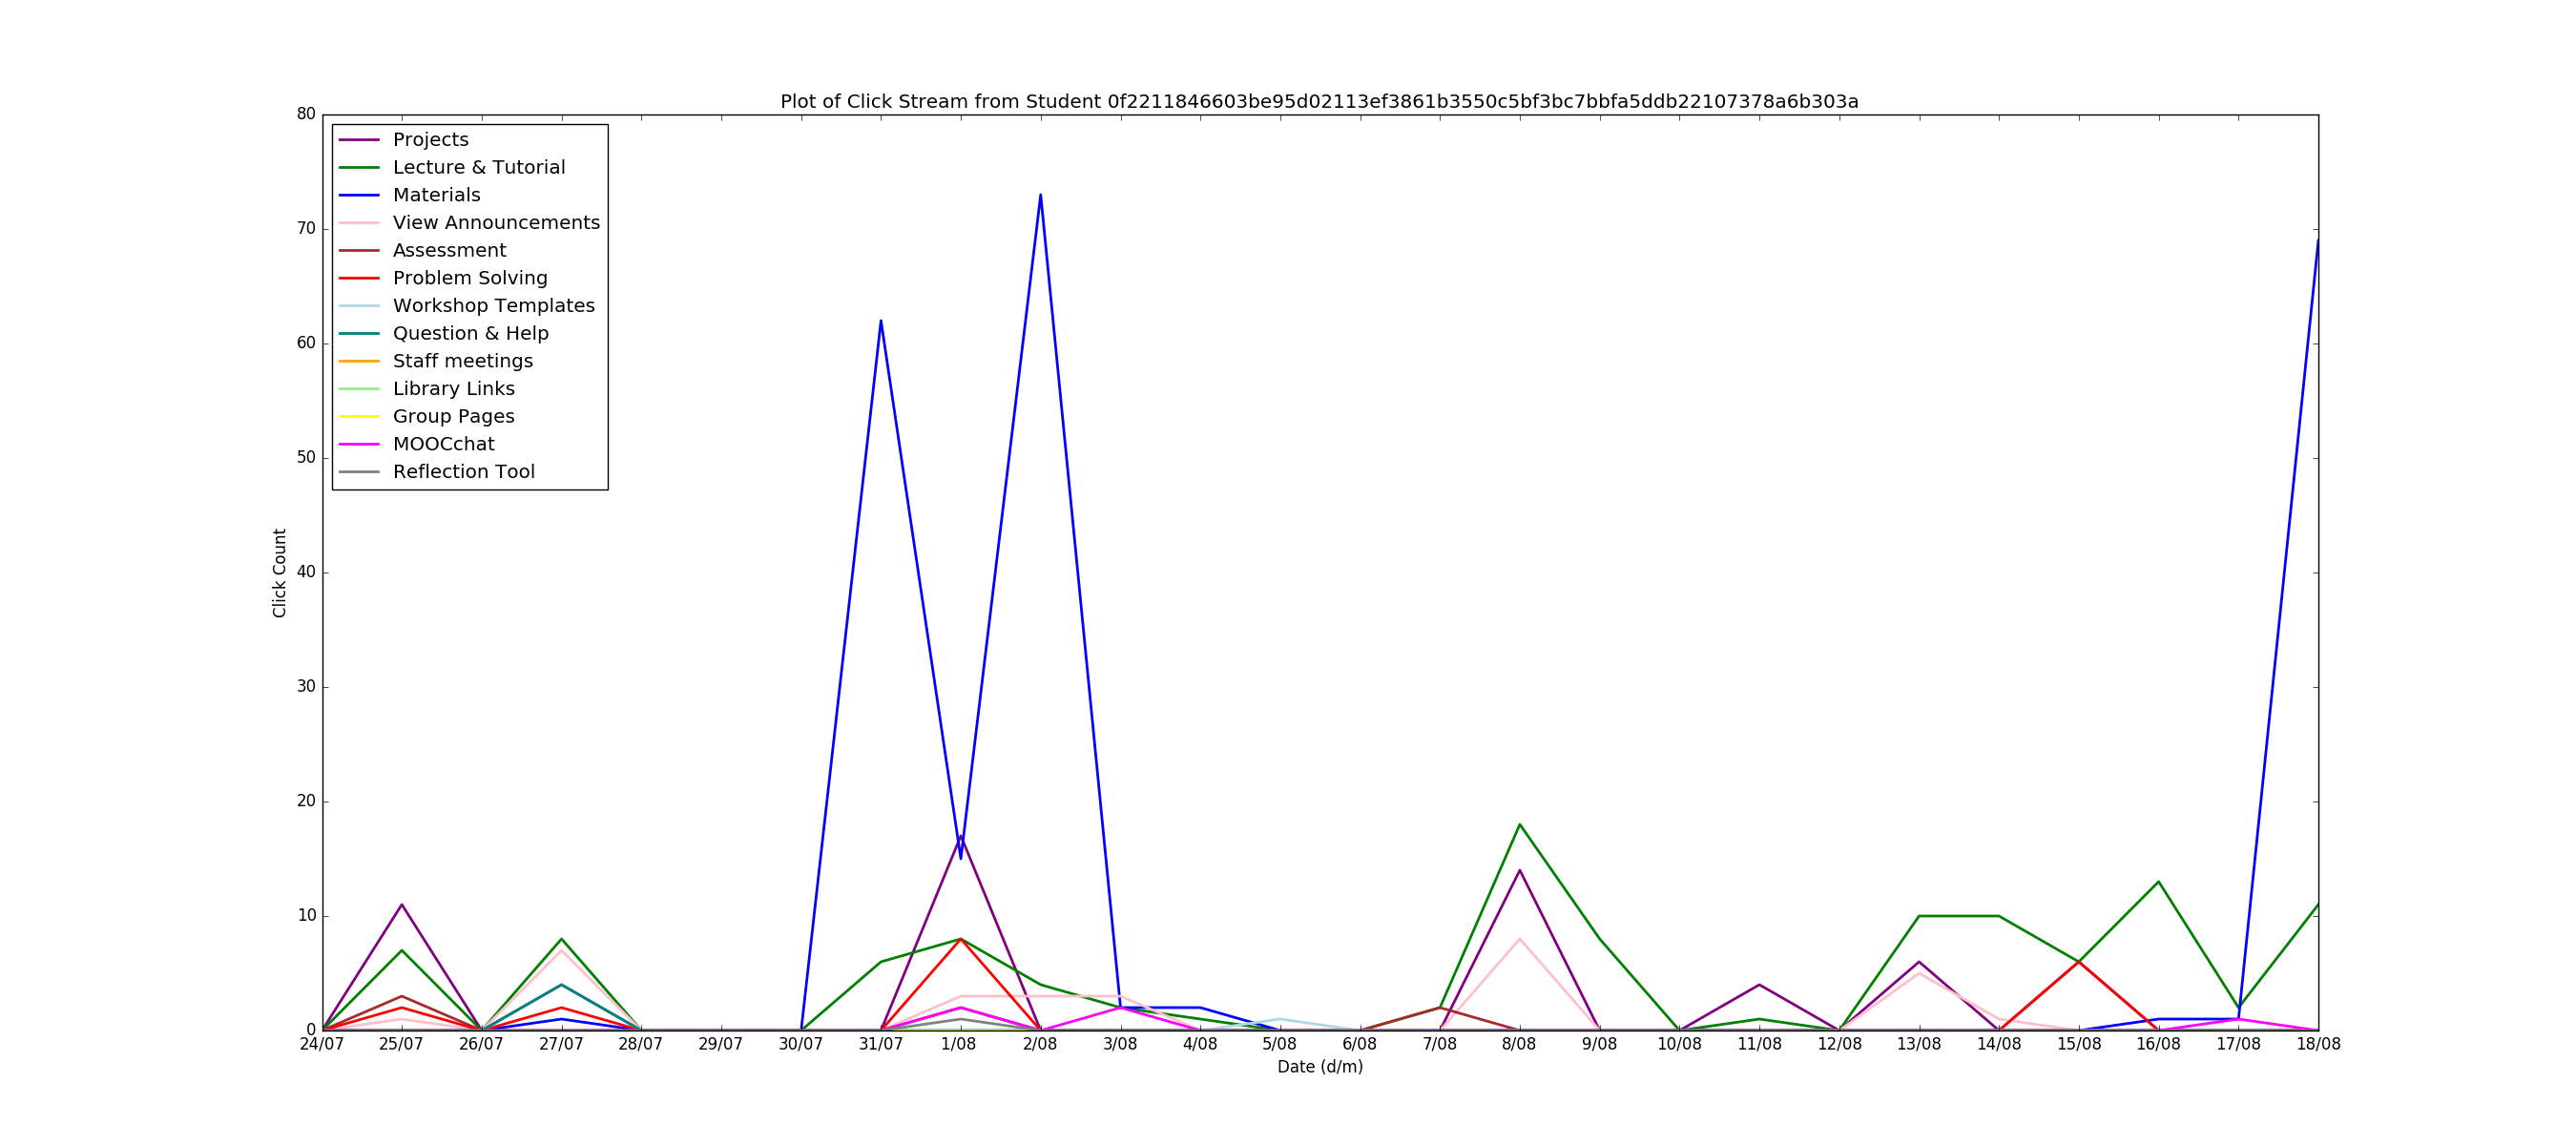 Plot of Click Stream from Student 0f2211846603be95d02113ef3861b3550c5bf3bc7bbfa5ddb22107378a6b303a
80
70
60
50
40
30
20
10
0
Click Count
Projects
Lecture & Tutorial
Materials
View Announcements
Assessment
Problem Solving
Workshop Templates
Question & Help
Staff meetings
Library Links
Group Pages
MOOCchat
Reflection Tool
24/07 25/07 26/07 27/07 28/07 29/07 30/07 31/07 1/08 2/08 3/08 4/08 5/08 6/08 7/08 8/08 9/08 10/08 11/08 12/08 13/08 14/08 15/08 16/08 17/08 18/08
Date (d/m)